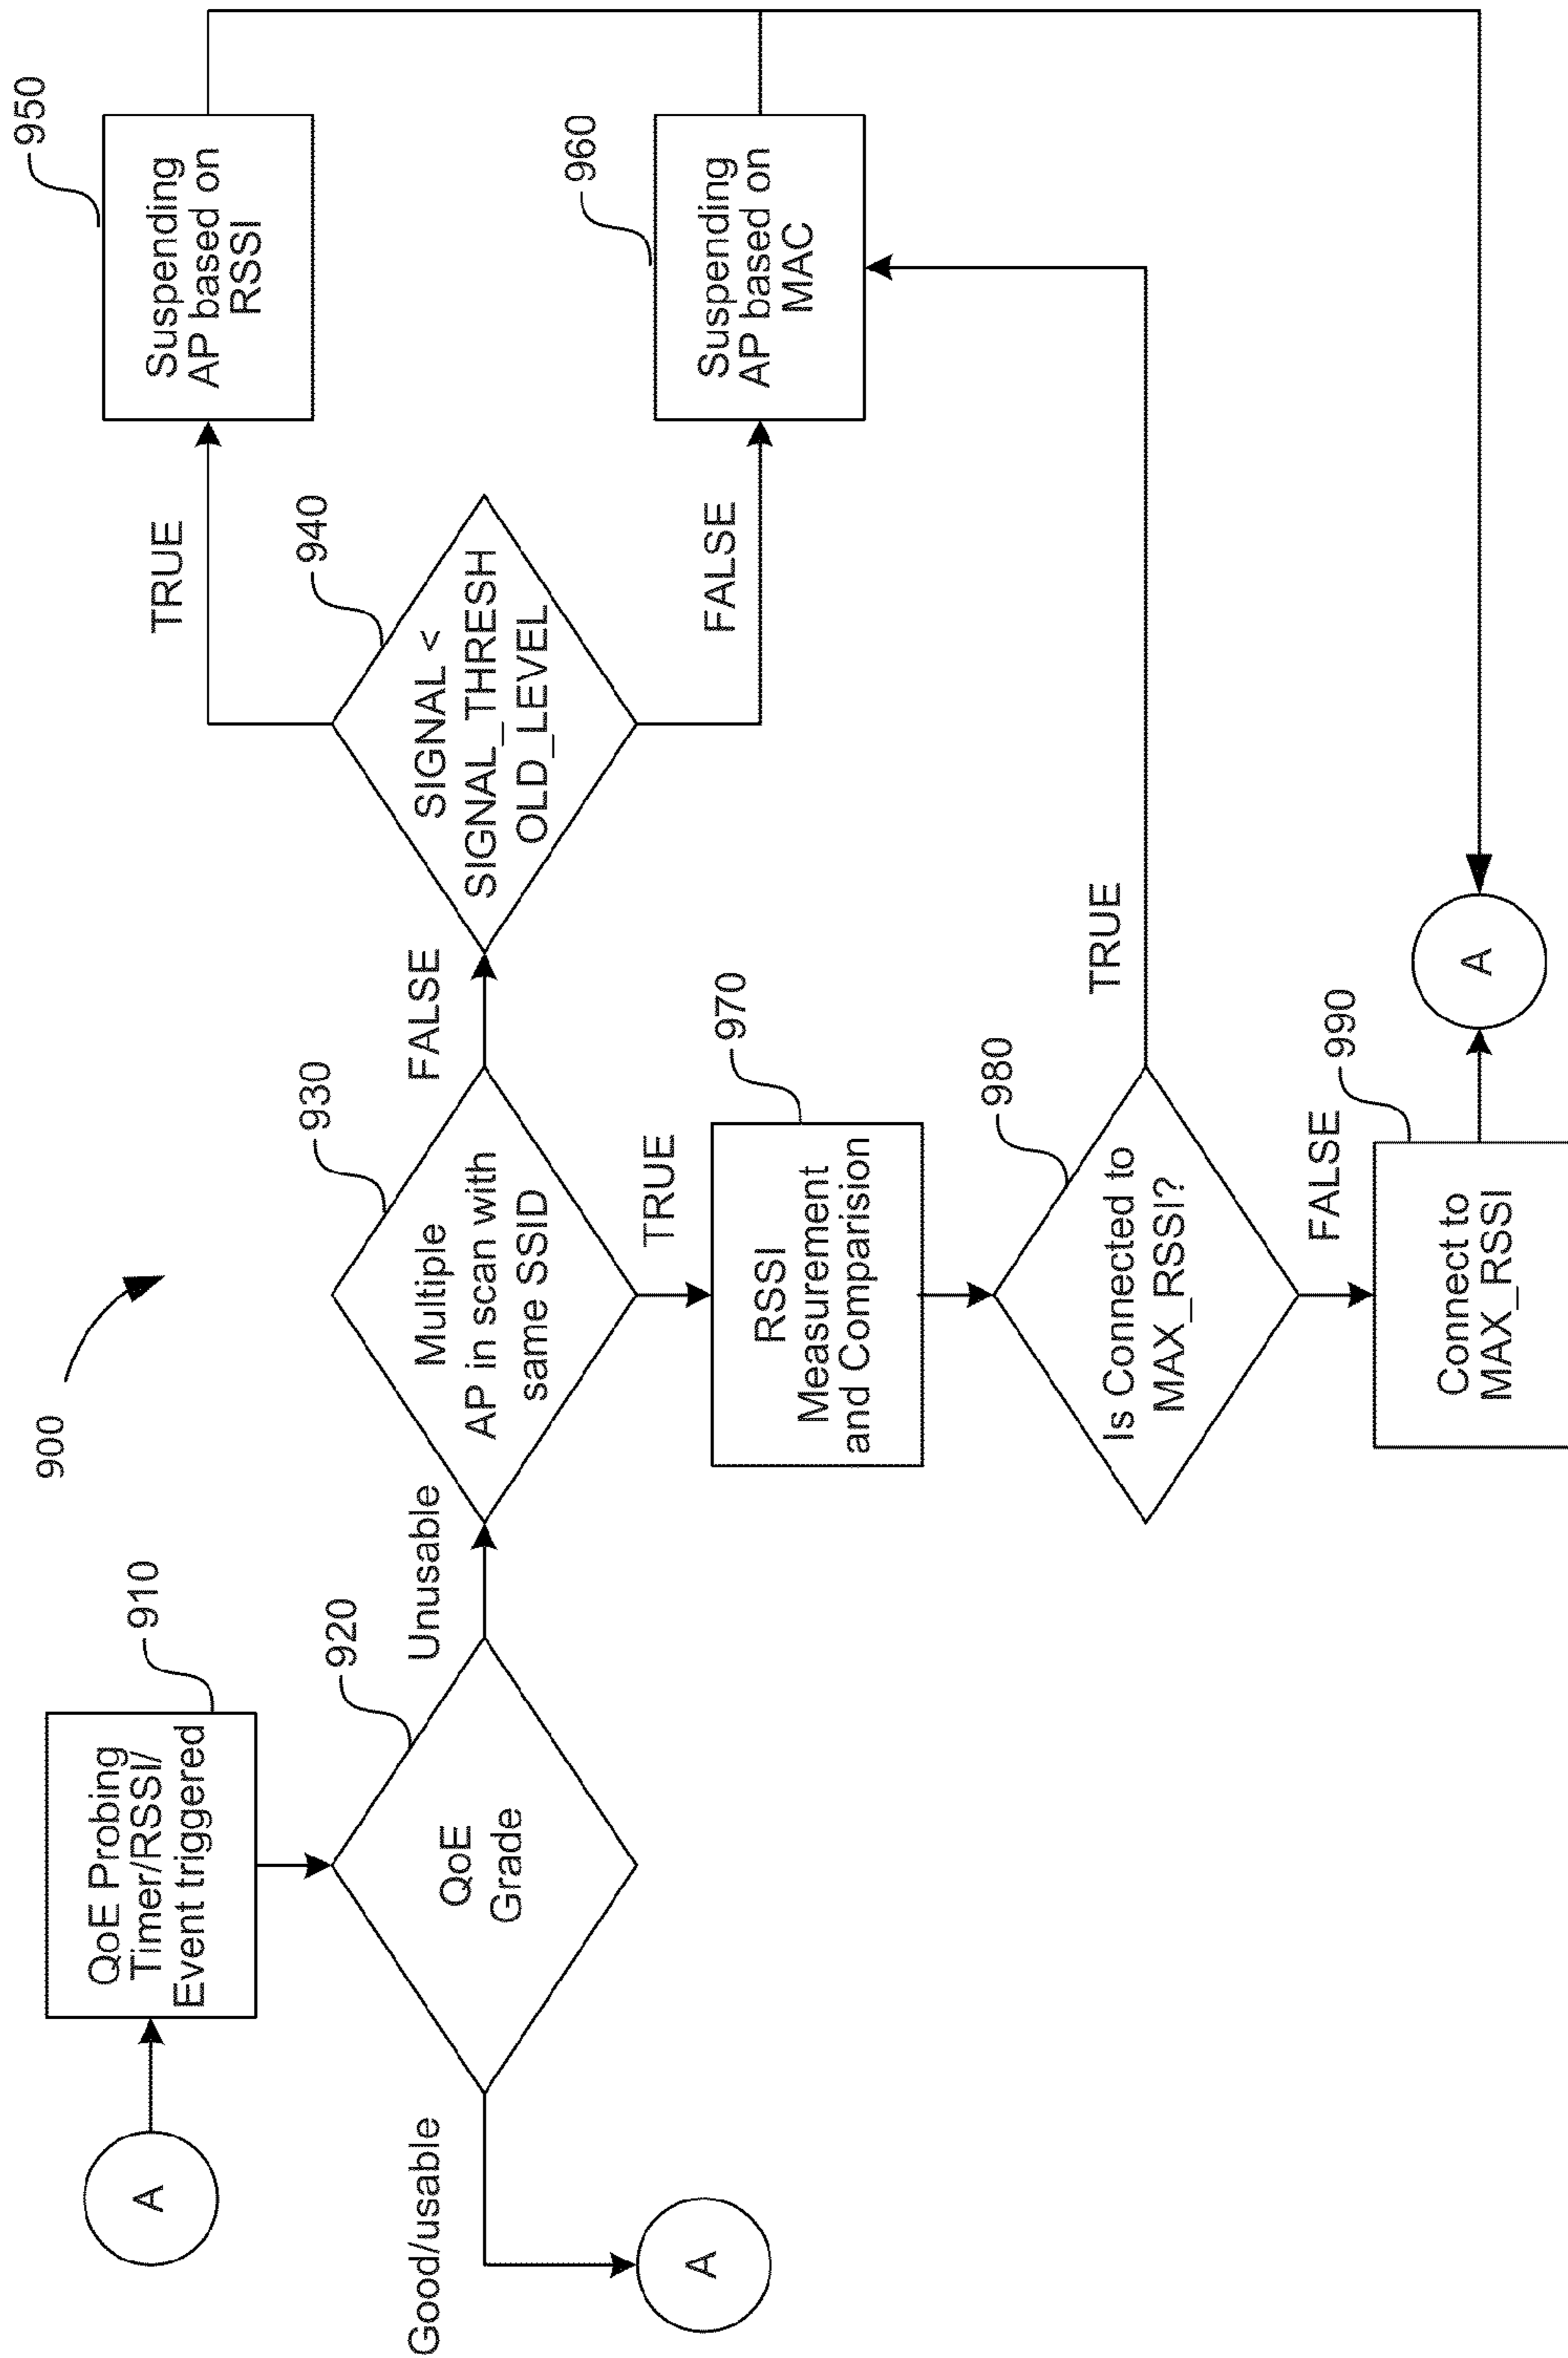 900
A
QoE Probing
Timer/RSSI/
Event triggered
910
QoE
Grade
920
Good/usable
A
Unusable
Multiple
AP in scan with
same SSID
930
FALSE
SIGNAL <
SIGNAL_THRESH
OLD_LEVEL
940
TRUE
Suspending
AP based on
RSSI
950
FALSE
Suspending
AP based on
MAC
960
TRUE
RSSI
Measurement
and Comparision
970
Is Connected to
MAX_RSSI?
980
TRUE
FALSE
Connect to
MAX_RSSI
990
A